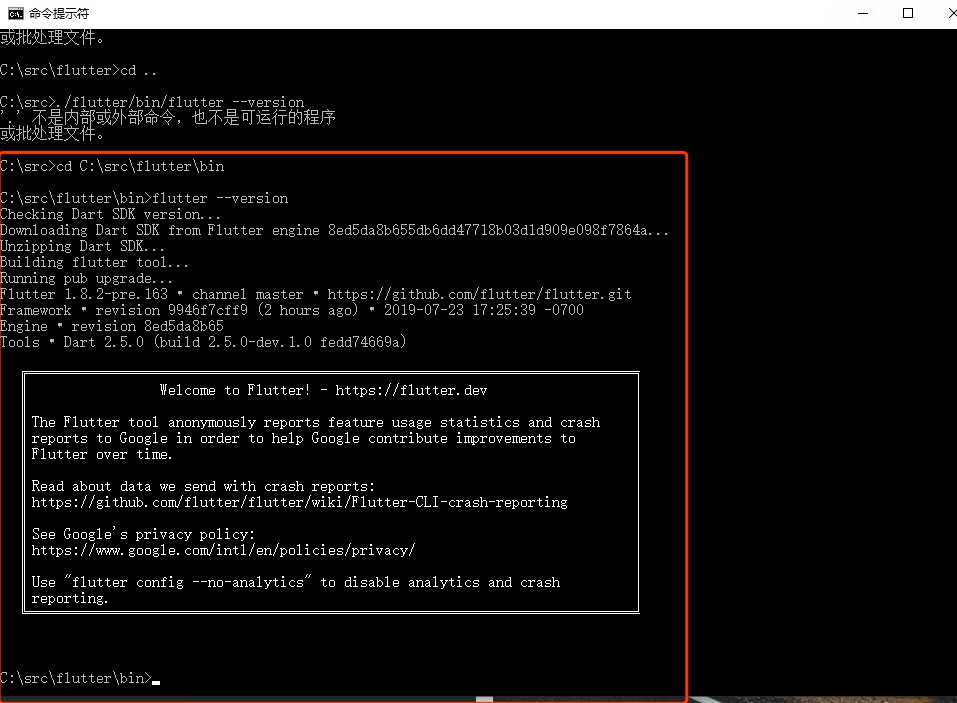 命令提示符
或批处理文件。
C:\src\flutter>cd ..
C:\src>./flutter/bin/flutter --version
'.' 不是内部或外部命令，也不是可运行的程序
或批处理文件。
C:\src>cd C:\src\flutter\bin
C:\src\flutter\bin>flutter --version
Checking Dart SDK version...
Downloading Dart SDK from Flutter engine 8ed5da8b655db6dd47718b03d1d909e098f7864a...
Unzipping Dart SDK...
Building flutter tool...
Running pub upgrade...
Flutter 1.8.2-pre.163 • channel master • https://github.com/flutter/flutter.git
Framework • revision 9946f7cff9 (2 hours ago) • 2019-07-23 17:25:39 -0700
Engine • revision 8ed5da8b65
Tools • Dart 2.5.0 (build 2.5.0-dev.1.0 fedd74669a)
Welcome to Flutter! - https://flutter.dev
The Flutter tool anonymously reports feature usage statistics and crash
reports to Google in order to help Google contribute improvements to
Flutter over time.
Read about data we send with crash reports:
https://github.com/flutter/flutter/wiki/Flutter-CLI-crash-reporting
See Google's privacy policy:
https://www.google.com/intl/en/policies/privacy/
Use "flutter config --no-analytics" to disable analytics and crash
reporting.
C:\src\flutter\bin>